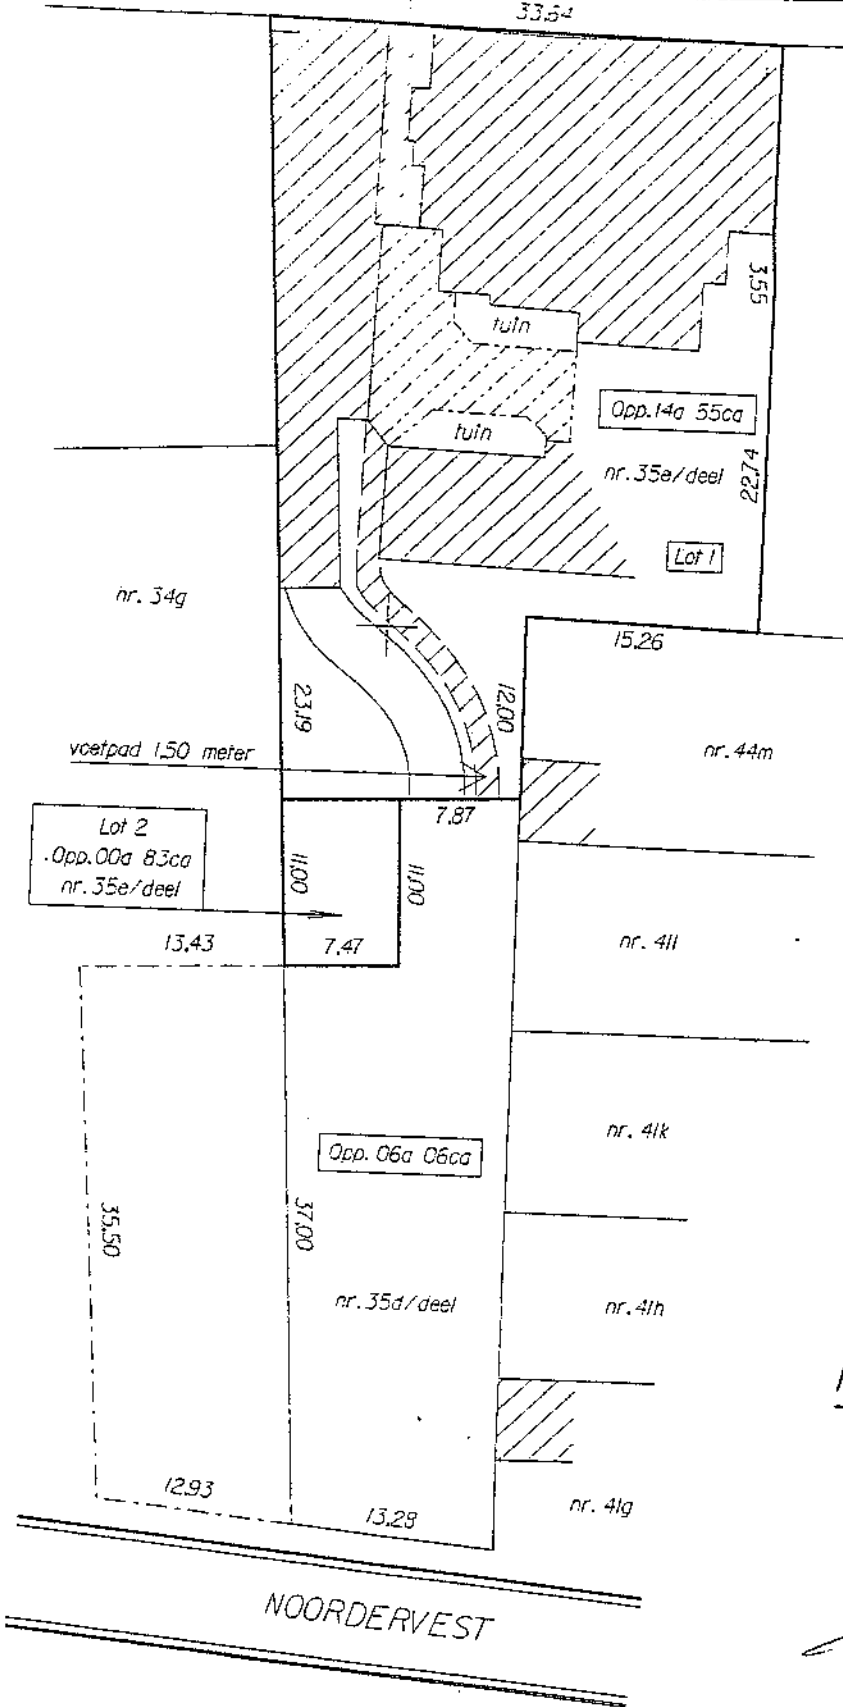 33.64
3.55
tuin
Opp.14a 55ca
tuin
nr.35e/deel
22.74
Lot 1
nr. 34g
15.26
23.19
12.00
voetpad 1.50 meter
nr. 44m
7.87
Lot 2
Opp.00a 83ca
nr. 35e/deel
11.00
11.00
13.43
7.47
nr. 41l
nr. 41k
Opp. 06a 06ca
35.50
37.00
nr. 35d/deel
nr. 41h
12.93
13.28
nr. 41g
NOORDERVEST